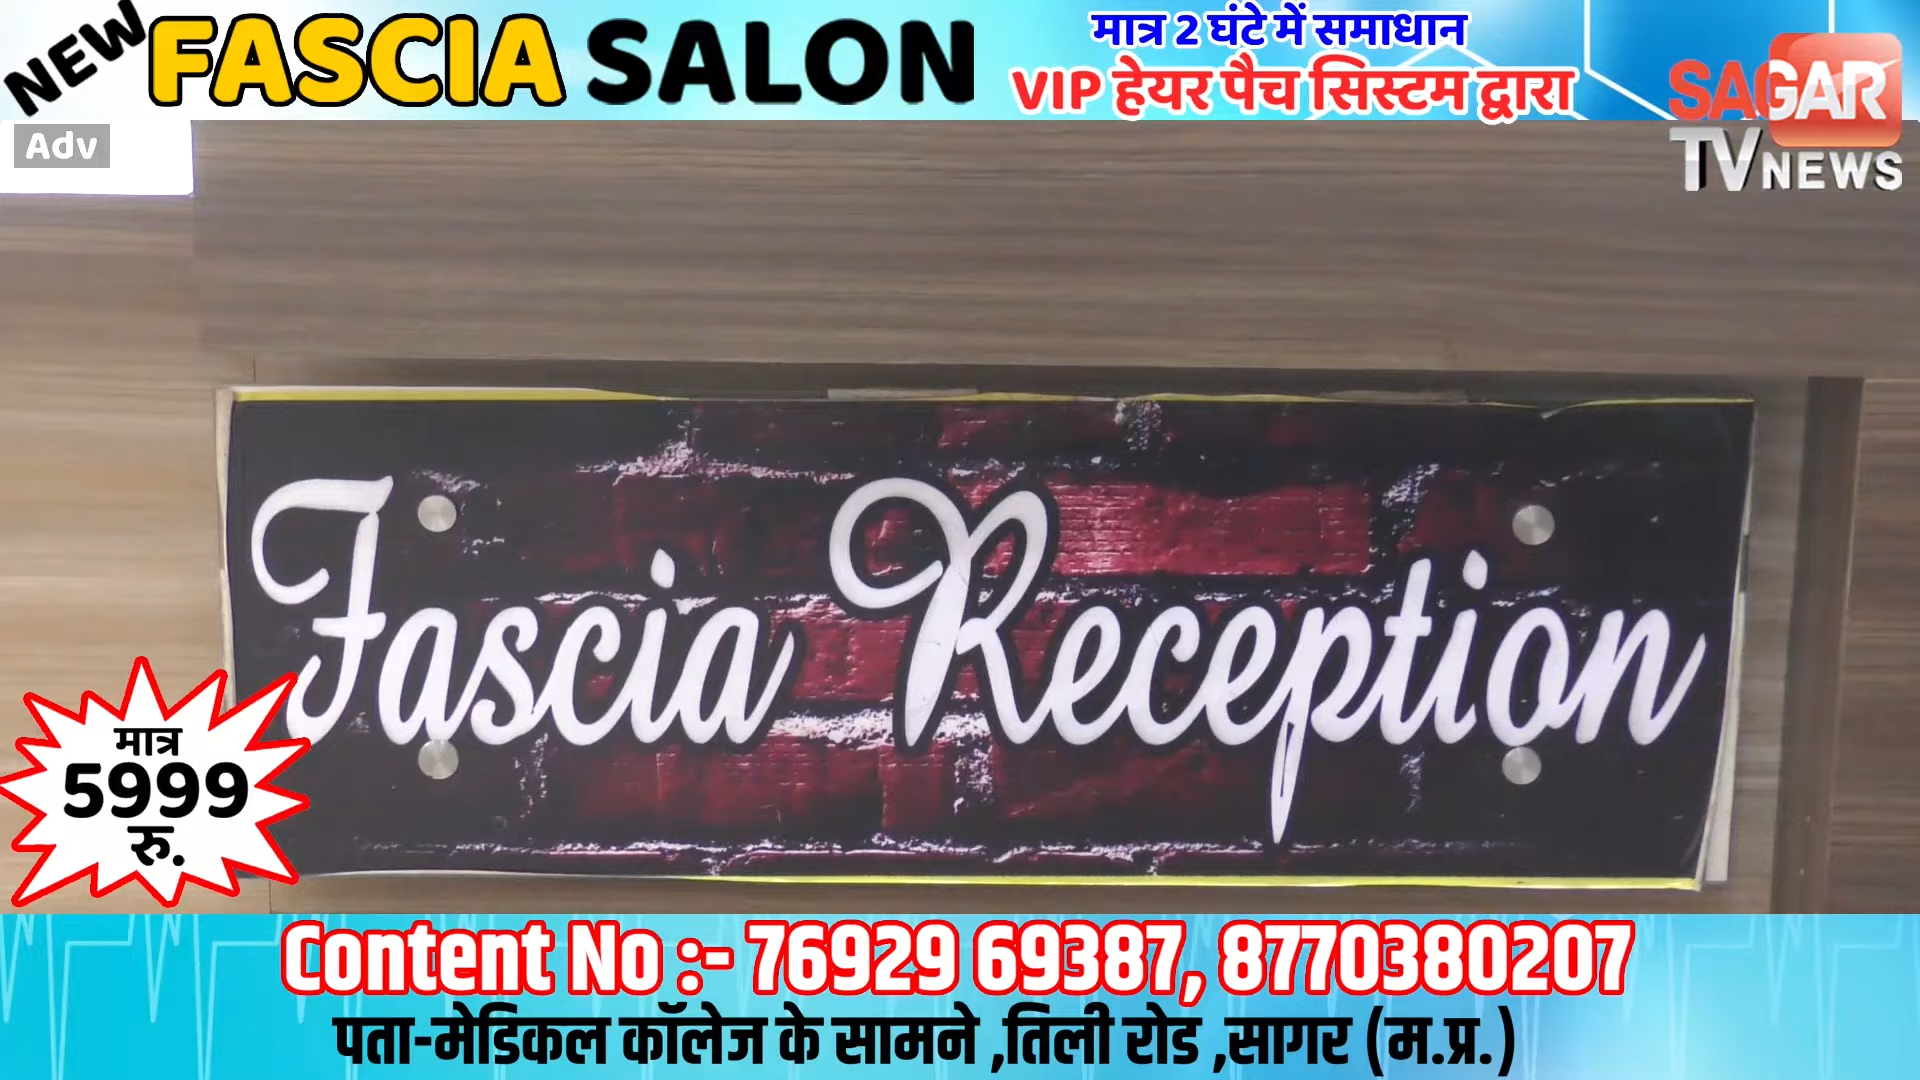 NEW FASCIA SALON
मात्र 2 घंटे में समाधान
VIP हेयर पैच सिस्टम द्वारा
SAGAR
TV NEWS
Adv
Fascia Reception
मात्र
5999
रु.
Content No :- 76929 69387, 8770380207
पता-मेडिकल कॉलेज के सामने ,तिली रोड ,सागर (म.प्र.)